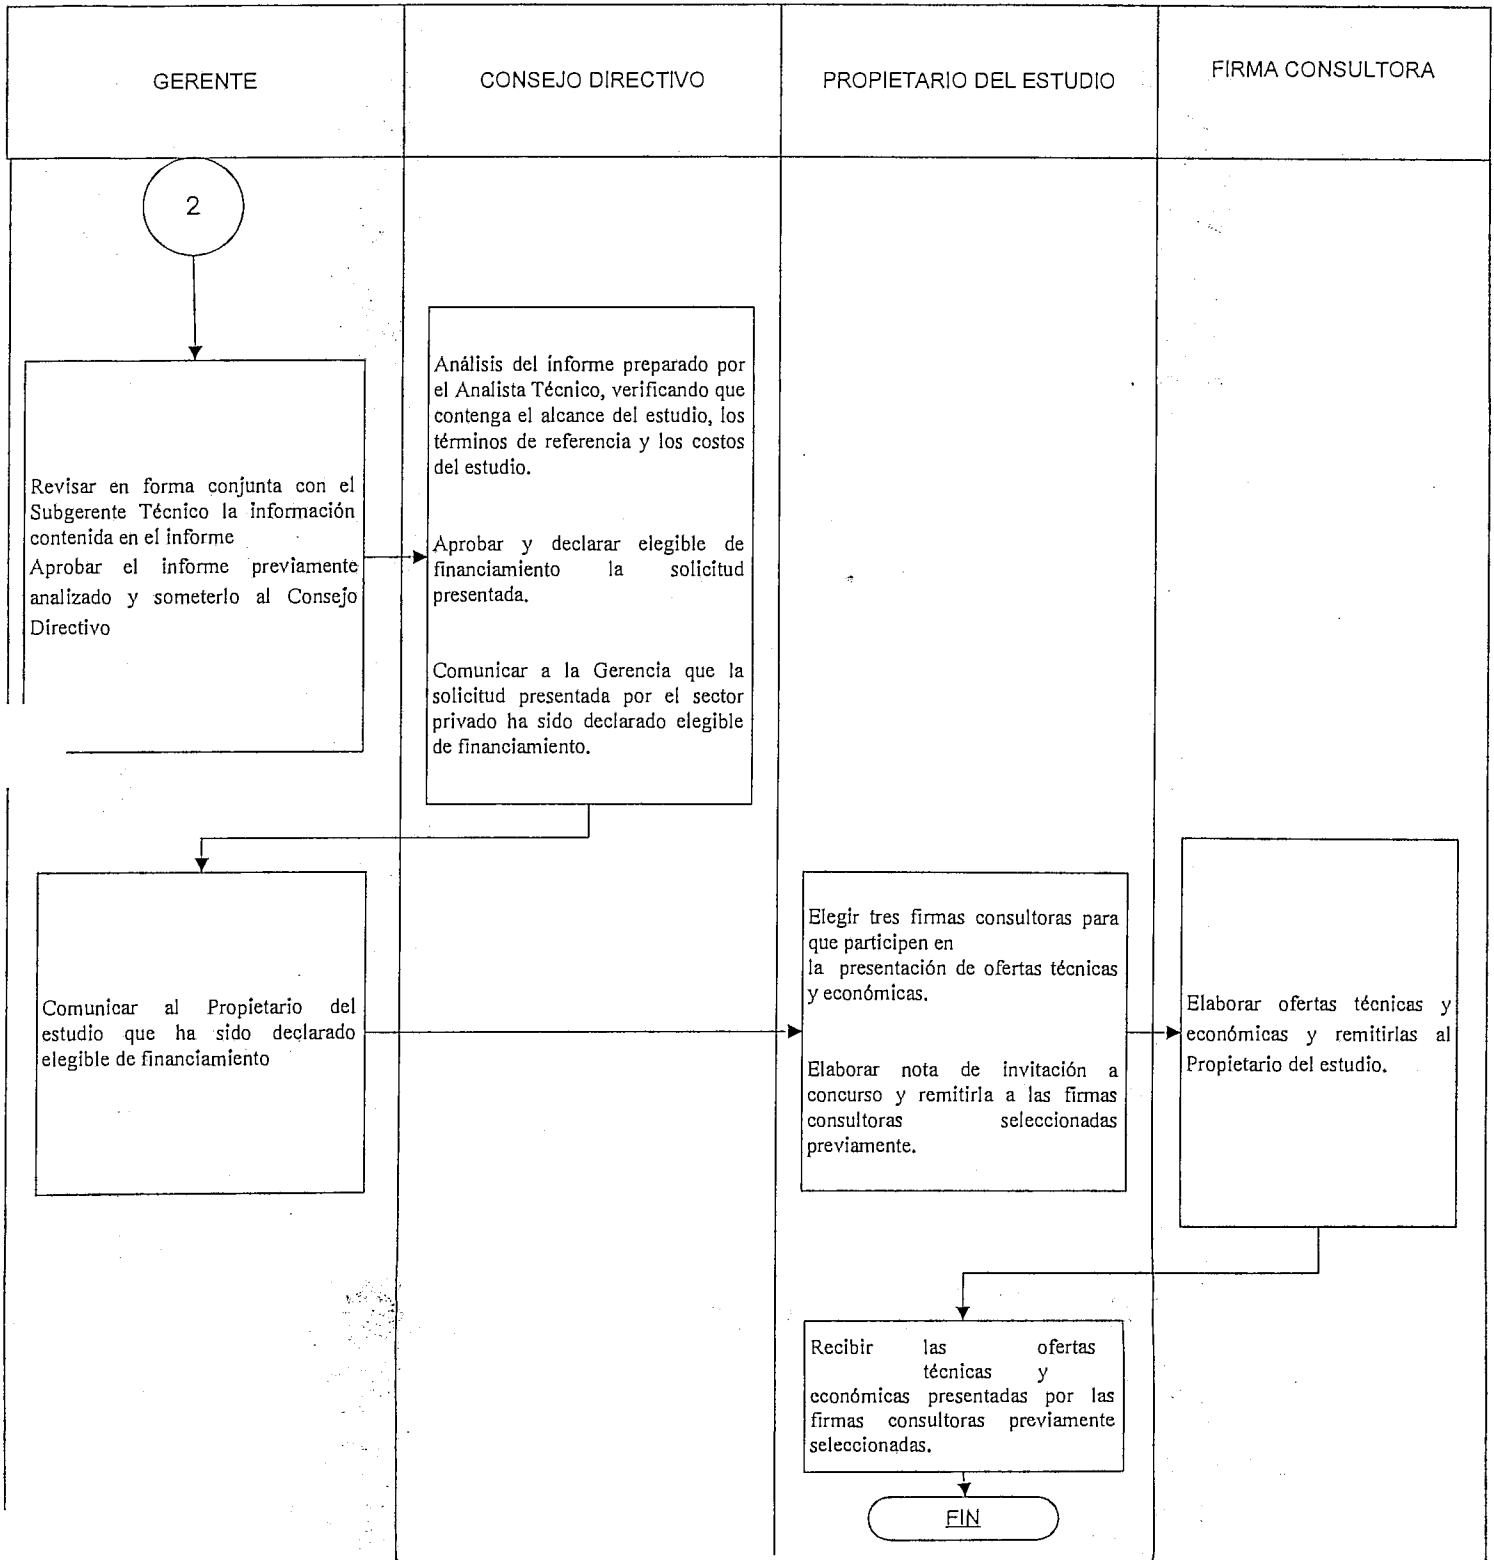 GERENTE
CONSEJO DIRECTIVO
PROPIETARIO DEL ESTUDIO
FIRMA CONSULTORA
2
Revisar en forma conjunta con el
Subgerente Técnico la información
contenida en el informe
Aprobar el informe previamente
analizado y someterlo al Consejo
Directivo
Análisis del informe preparado por
el Analista Técnico, verificando que
contenga el alcance del estudio, los
términos de referencia y los costos
del estudio.
Aprobar y declarar elegible de
financiamiento la solicitud
presentada.
Comunicar a la Gerencia que la
solicitud presentada por el sector
privado ha sido declarado elegible
de financiamiento.
Comunicar al Propietario del
estudio que ha sido declarado
elegible de financiamiento
Elegir tres firmas consultoras para
que participen en
la presentación de ofertas técnicas
y económicas.
Elaborar nota de invitación a
concurso y remitirla a las firmas
consultoras seleccionadas
previamente.
Elaborar ofertas técnicas y
económicas y remitirlas al
Propietario del estudio.
Recibir las ofertas
técnicas y
económicas presentadas por las
firmas consultoras previamente
seleccionadas.
FIN